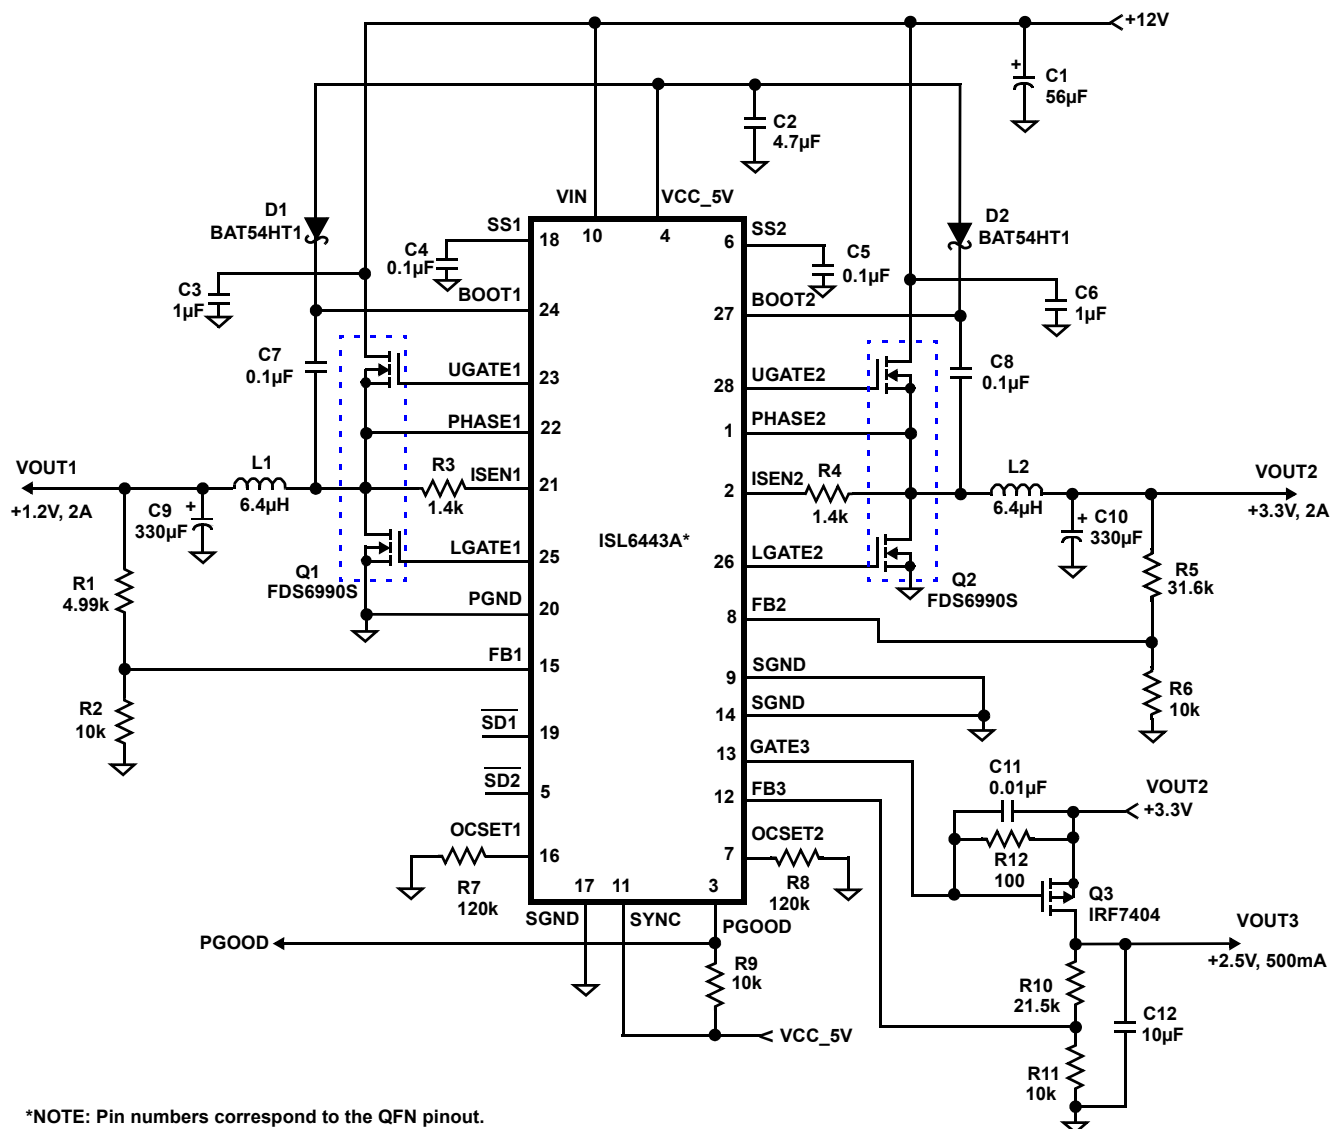 +12V
+
C1
56µF
C2
4.7µF
VIN
VCC_5V
D1
BAT54HT1
SS1
18
10
4
6
SS2
D2
BAT54HT1
C4
0.1µF
C5
0.1µF
C3
1µF
BOOT1
24
BOOT2
27
C6
1µF
C7
0.1µF
UGATE1
23
UGATE2
28
C8
0.1µF
PHASE1
22
PHASE2
1
VOUT1
+1.2V, 2A
L1
6.4µH
R3
1.4k
ISEN1
21
ISEN2
2
R4
1.4k
L2
6.4µH
VOUT2
+3.3V, 2A
C9
+
330µF
+
C10
330µF
ISL6443A*
LGATE1
25
LGATE2
26
Q1
FDS6990S
Q2
FDS6990S
R1
4.99k
R5
31.6k
PGND
20
FB2
8
FB1
15
SGND
9
R2
10k
R6
10k
SD1
19
SGND
14
GATE3
13
SD2
5
FB3
12
C11
0.01µF
VOUT2
+3.3V
OCSET1
16
OCSET2
7
R12
100
R7
120k
R8
120k
17
11
3
SGND
SYNC
PGOOD
Q3
IRF7404
PGOOD
R9
10k
VOUT3
+2.5V, 500mA
R10
21.5k
C12
10µF
VCC_5V
R11
10k
*NOTE: Pin numbers correspond to the QFN pinout.